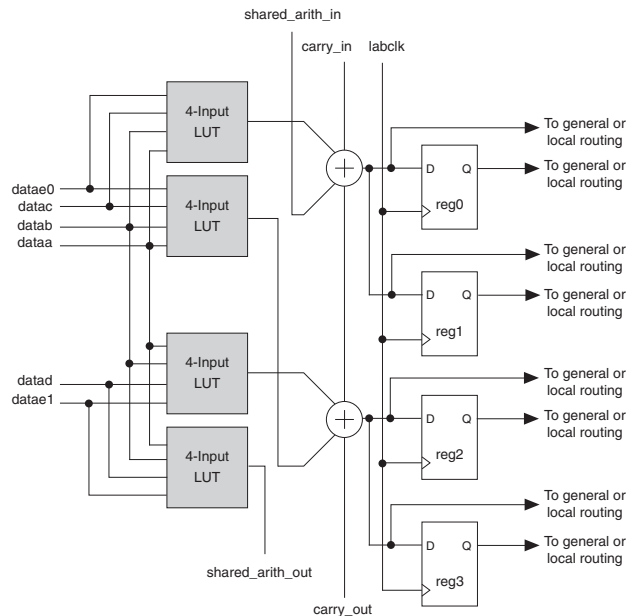 shared_arith_in
carry_in
labclk
4-Input
LUT
To general or
local routing
D
Q
To general or
local routing
reg0
datae0
datac
datab
dataa
4-Input
LUT
To general or
local routing
D
Q
To general or
local routing
reg1
4-Input
LUT
To general or
local routing
datad
datae1
D
Q
To general or
local routing
reg2
4-Input
LUT
To general or
local routing
D
Q
To general or
local routing
reg3
shared_arith_out
carry_out